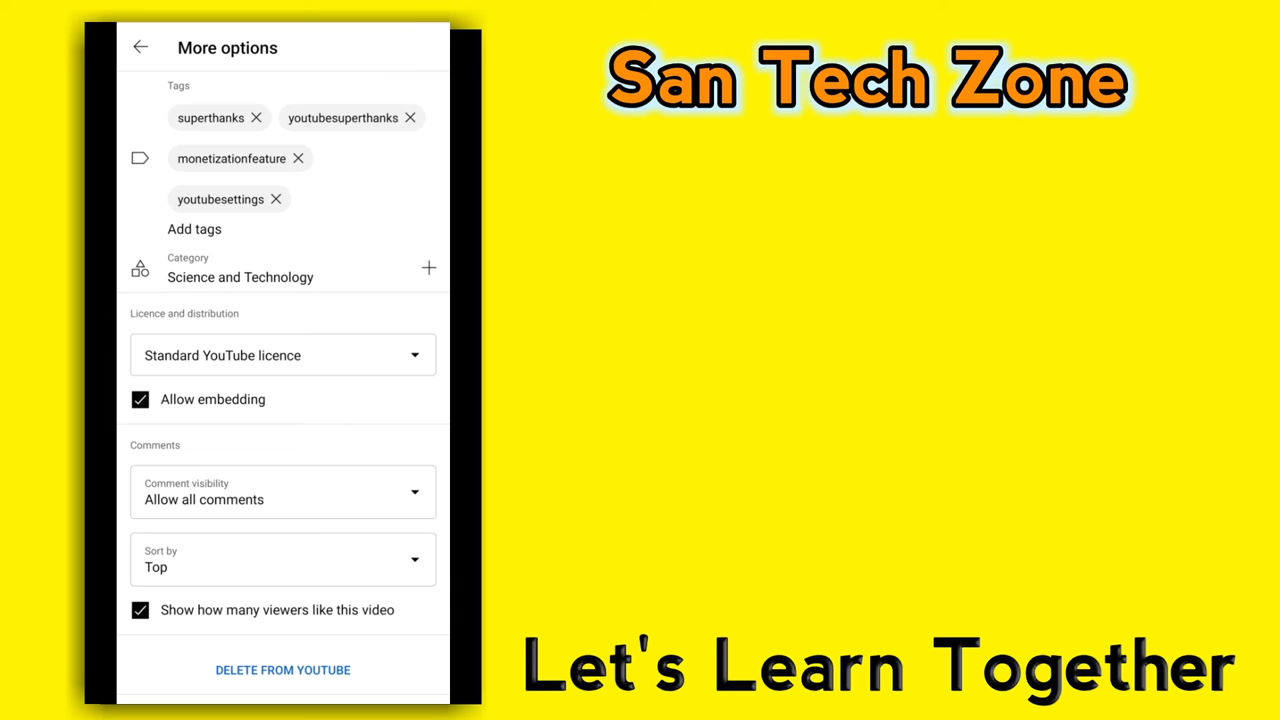 More options
Tags
superthanks
youtubesuperthanks
monetizationfeature
youtubesettings
Add tags
Category
Science and Technology
Licence and distribution
Standard YouTube licence
Allow embedding
Comments
Comment visibility
Allow all comments
Sort by
Top
Show how many viewers like this video
DELETE FROM YOUTUBE
San Tech Zone
Let's Learn Together